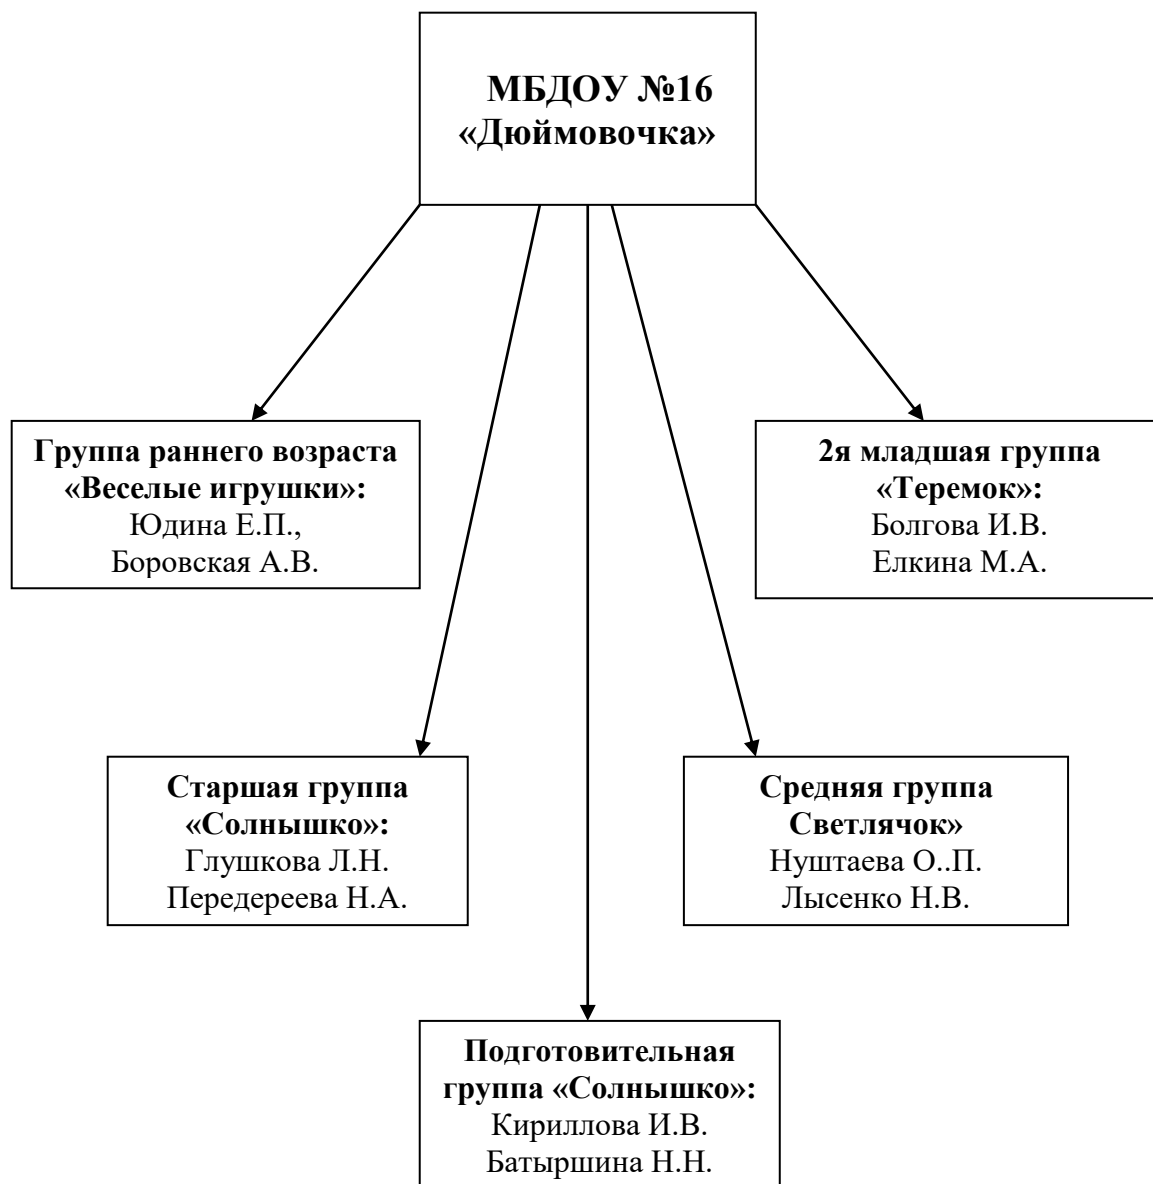 МБДОУ №16
«Дюймовочка»
Группа раннего возраста
«Веселые игрушки»:
Юдина Е.П.,
Боровская А.В.
2я младшая группа
«Теремок»:
Болгова И.В.
Елкина М.А.
Старшая группа
«Солнышко»:
Глушкова Л.Н.
Передереева Н.А.
Средняя группа
Светлячок»
Нуштаева О..П.
Лысенко Н.В.
Подготовительная
группа «Солнышко»:
Кириллова И.В.
Батыршина Н.Н.